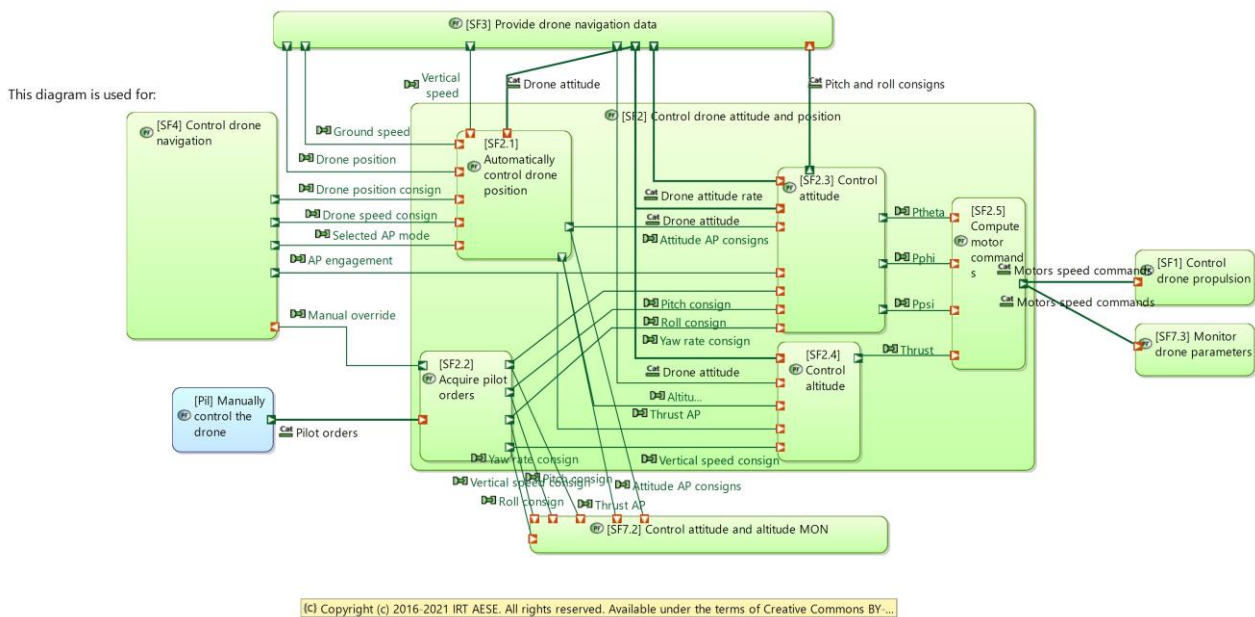 [SF3] Provide drone navigation data
Vertical
speed
Drone attitude
Pitch and roll consigns
This diagram is used for:
[SF4] Control drone
navigation
[SF2] Control drone attitude and position
Ground speed
Drone position
[SF2.1]
Automatically
control drone
position
Drone position consign
Drone speed consign
Selected AP mode
AP engagement
Manual override
[SF2.3] Control
attitude
Drone attitude rate
Drone attitude
Attitude AP consigns
Pitch consign
Roll consign
Yaw rate consign
Ptheta
Pphi
Ppsi
[SF2.5]
Compute
motor
command
s
Motors speed commands
Motors speed commands
[SF1] Control
drone propulsion
[SF7.3] Monitor
drone parameters
[SF2.2]
Acquire pilot
orders
[SF2.4]
Control
altitude
Thrust
Drone attitude
Altitu...
Thrust AP
[Pil] Manually
control the
drone
Pilot orders
Yaw rate consign
Vertical speed consign
Pitch consign
Vertical speed consign
Attitude AP consigns
Roll consign
Thrust AP
[SF7.2] Control attitude and altitude MON
{c} Copyright (c) 2016-2021 IRT AESE. All rights reserved. Available under the terms of Creative Commons BY-...